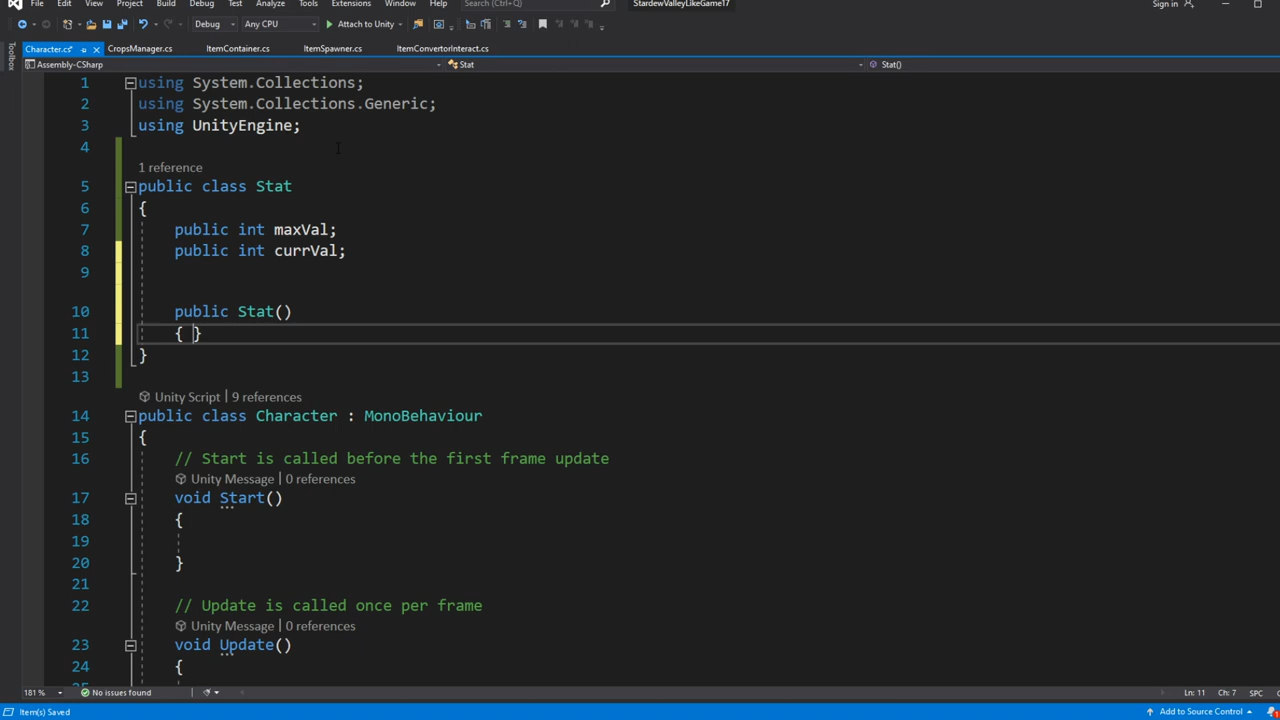 File Edit View Project Build Debug Test Analyze Tools Extensions Window Help Search (Ctrl+Q) StardewValleyLikeGame17 Sign in
Debug Any CPU Attach to Unity
Toolbox
Character.cs* CropsManager.cs ItemContainer.cs ItemSpawner.cs ItemConvertorInteract.cs
Assembly-CSharp Stat Stat()
1 using System.Collections;
2 using System.Collections.Generic;
3 using UnityEngine;
4
1 reference
5 public class Stat
6 {
7 public int maxVal;
8 public int currVal;
9
10 public Stat()
11 { }
12 }
13
Unity Script | 9 references
14 public class Character : MonoBehaviour
15 {
16 // Start is called before the first frame update
Unity Message | 0 references
17 void Start()
18 {
19
20 }
21
22 // Update is called once per frame
Unity Message | 0 references
23 void Update()
24 {
181 % No issues found Ln: 11 Ch: 7 SPC
Item(s) Saved Add to Source Control